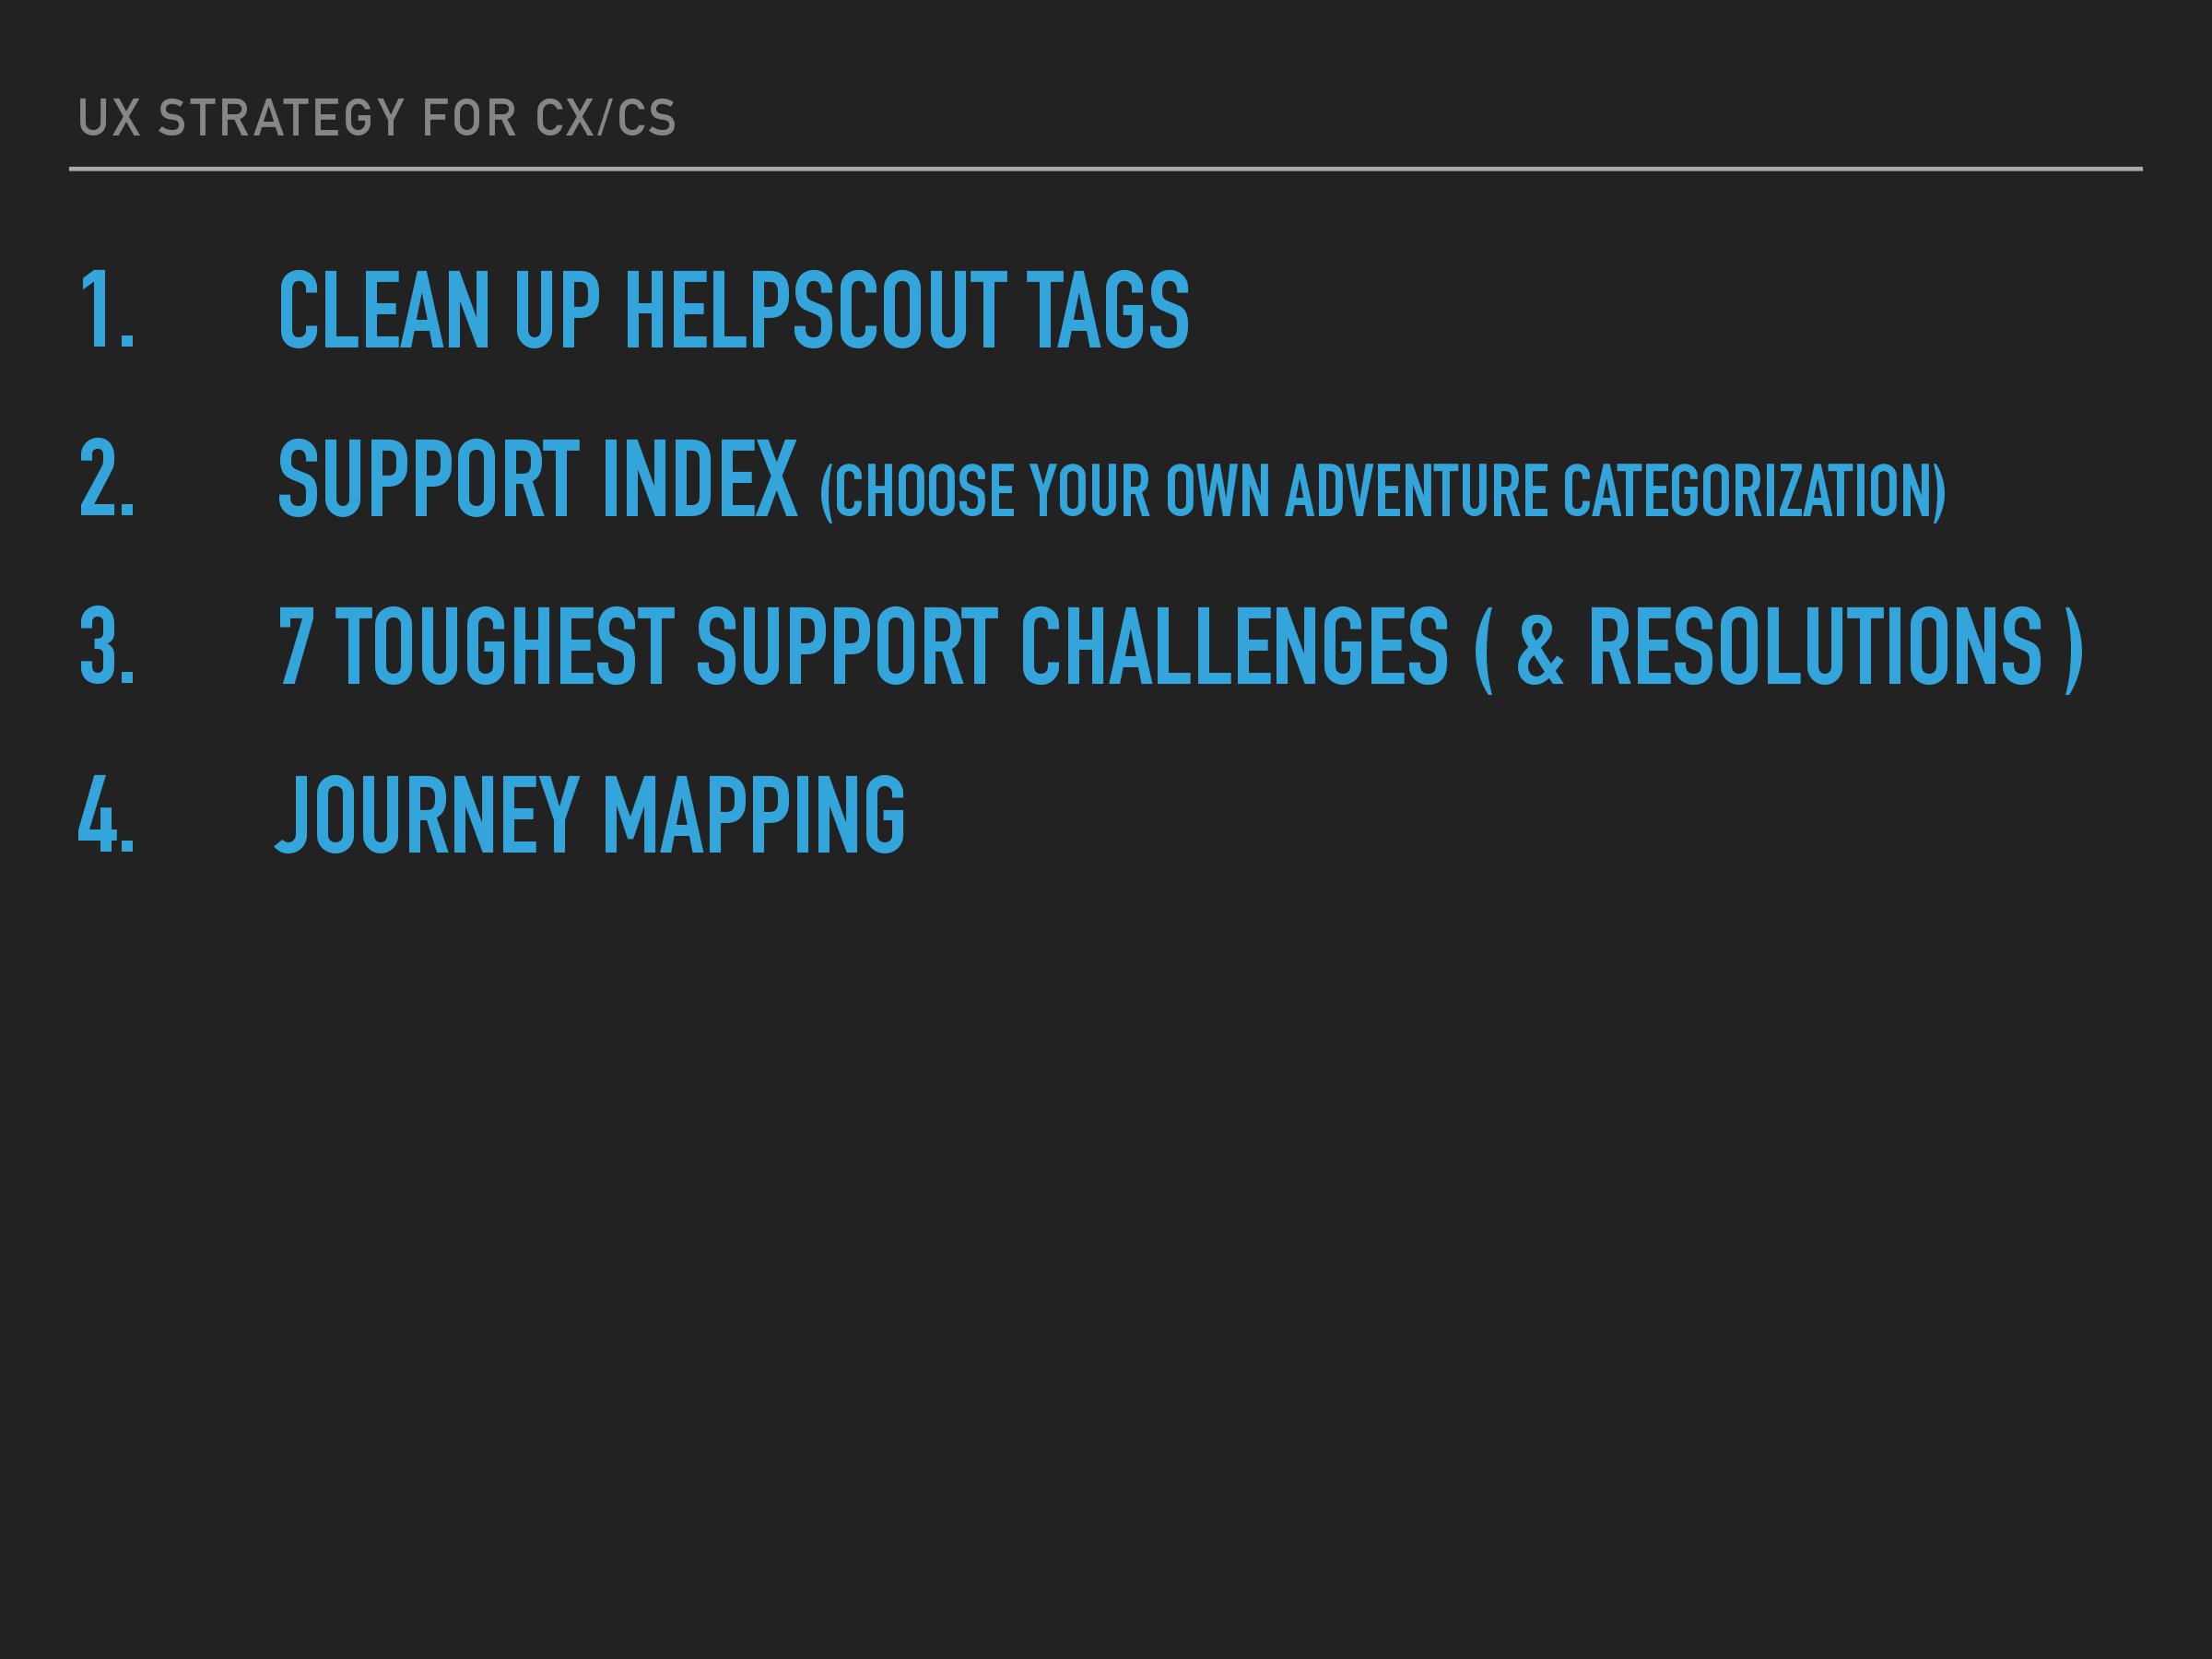 UX STRATEGY FOR CX/CS
1. CLEAN UP HELPSCOUT TAGS
2. SUPPORT INDEX(CHOOSE YOUR OWN ADVENTURE CATEGORIZATION)
3. 7 TOUGHEST SUPPORT CHALLENGES ( & RESOLUTIONS )
4. JOURNEY MAPPING